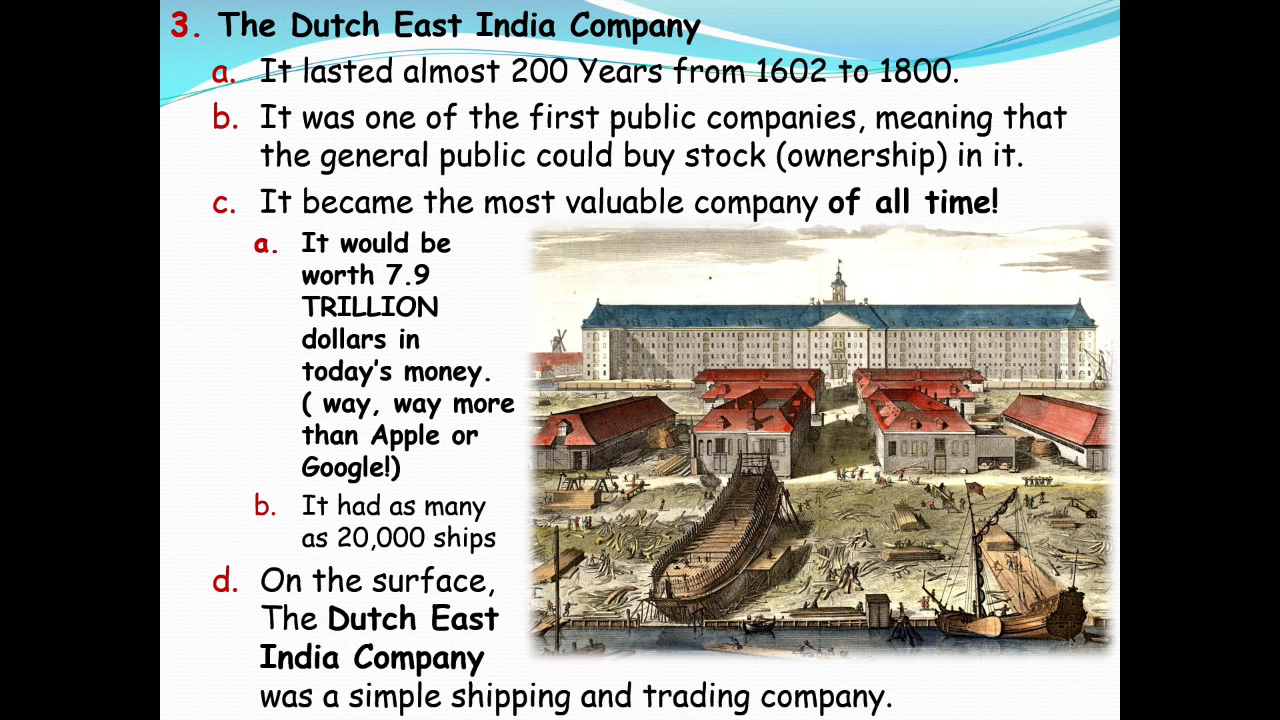 3. The Dutch East India Company
a. It lasted almost 200 Years from 1602 to 1800.
b. It was one of the first public companies, meaning that
the general public could buy stock (ownership) in it.
c. It became the most valuable company of all time!
a. It would be
worth 7.9
TRILLION
dollars in
today's money.
( way, way more
than Apple or
Google!)
b. It had as many
as 20,000 ships
d. On the surface,
The Dutch East
India Company
was a simple shipping and trading company.